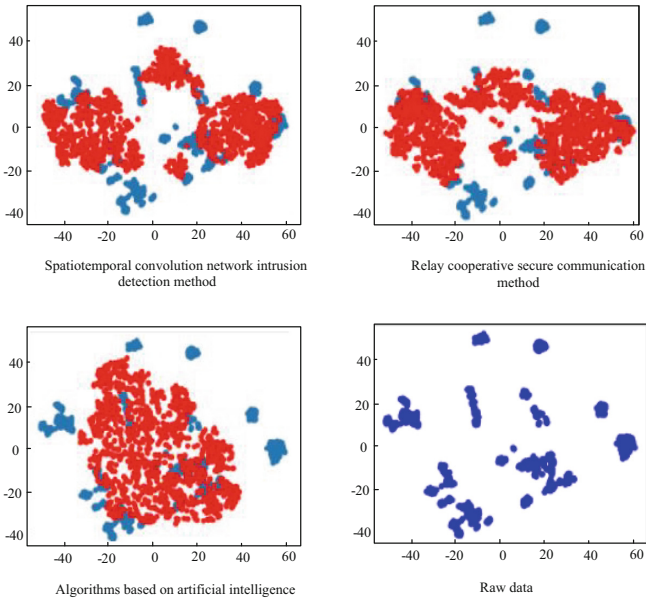 40
20
0
-20
-40
-40 -20 0 20 40 60
Spatiotemporal convolution network intrusion
detection method
40
20
0
-20
-40
-40 -20 0 20 40 60
Relay cooperative secure communication
method
40
20
0
-20
-40
-40 -20 0 20 40 60
Algorithms based on artificial intelligence
40
20
0
-20
-40
-40 -20 0 20 40 60
Raw data